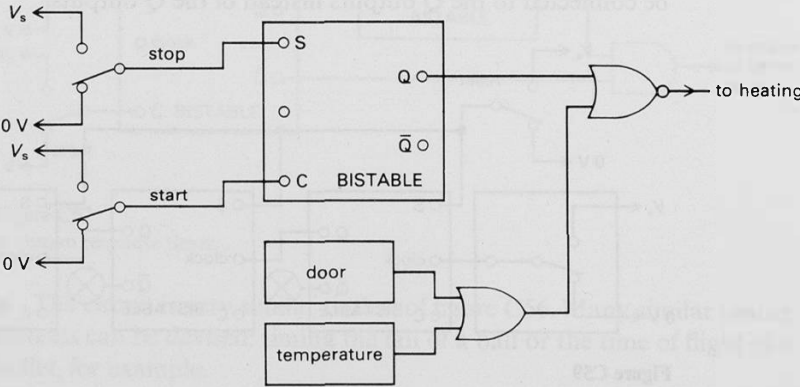 Vs
stop
S
Q
to heating
0 V
Q̅
Vs
start
C
BISTABLE
0 V
door
temperature